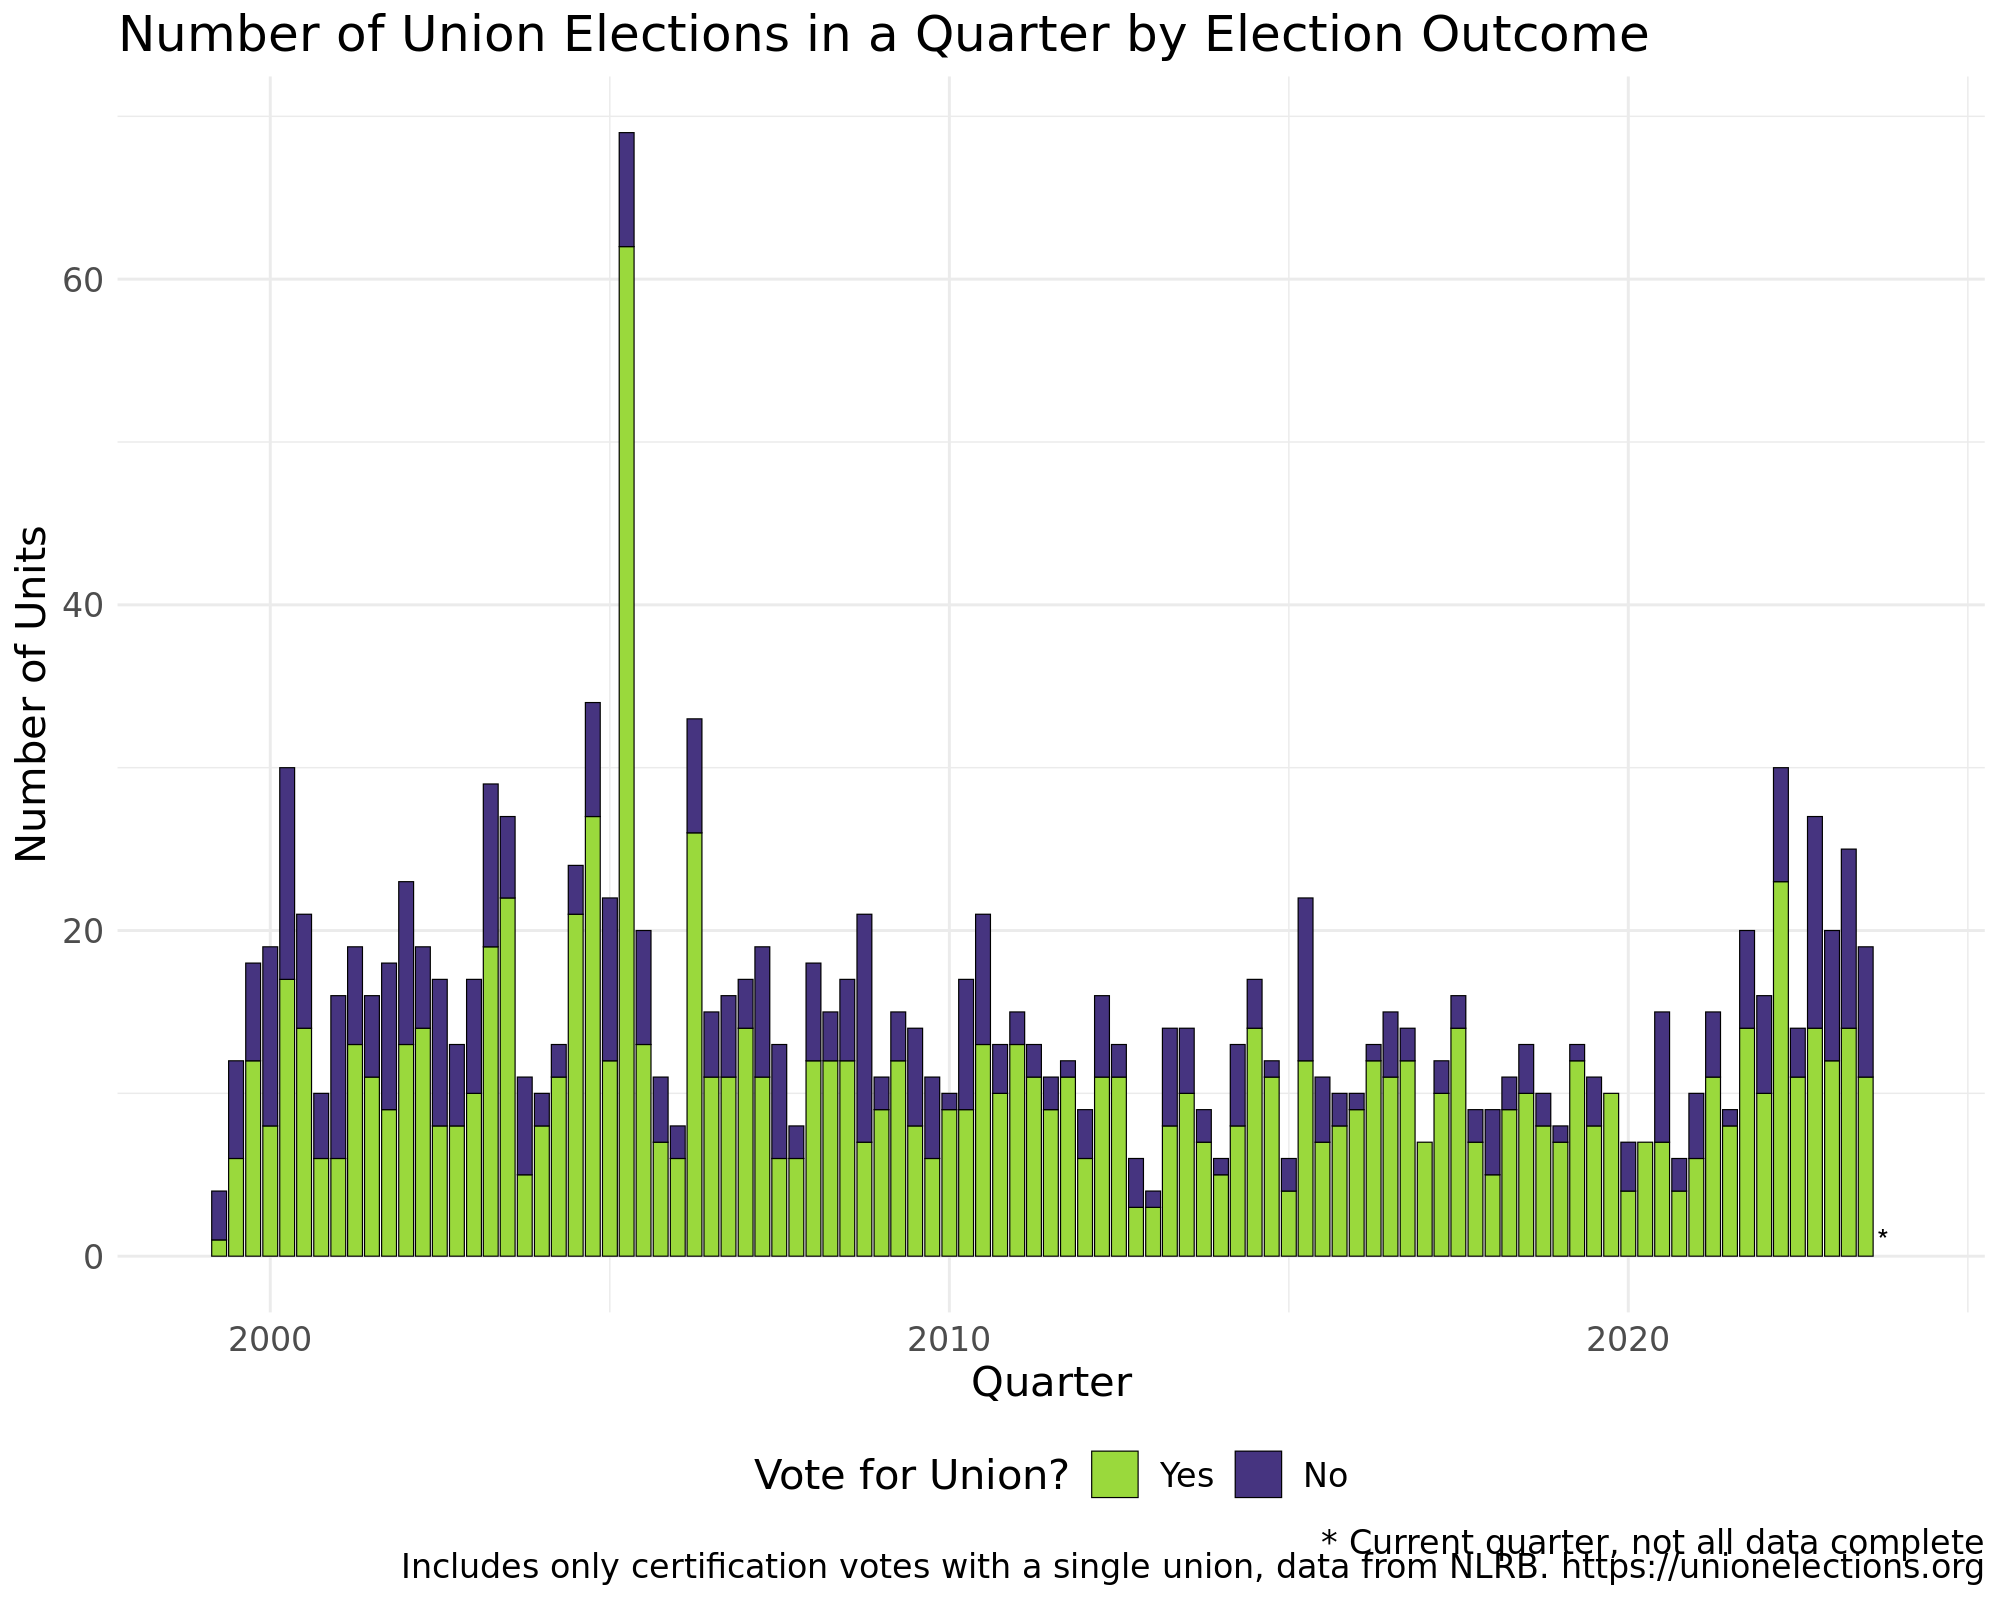 Number of Union Elections in a Quarter by Election Outcome
Number of Units
60
40
20
0
*
2000 2010 2020
Quarter
Vote for Union? Yes No
* Current quarter, not all data complete
Includes only certification votes with a single union, data from NLRB. https://unionelections.org